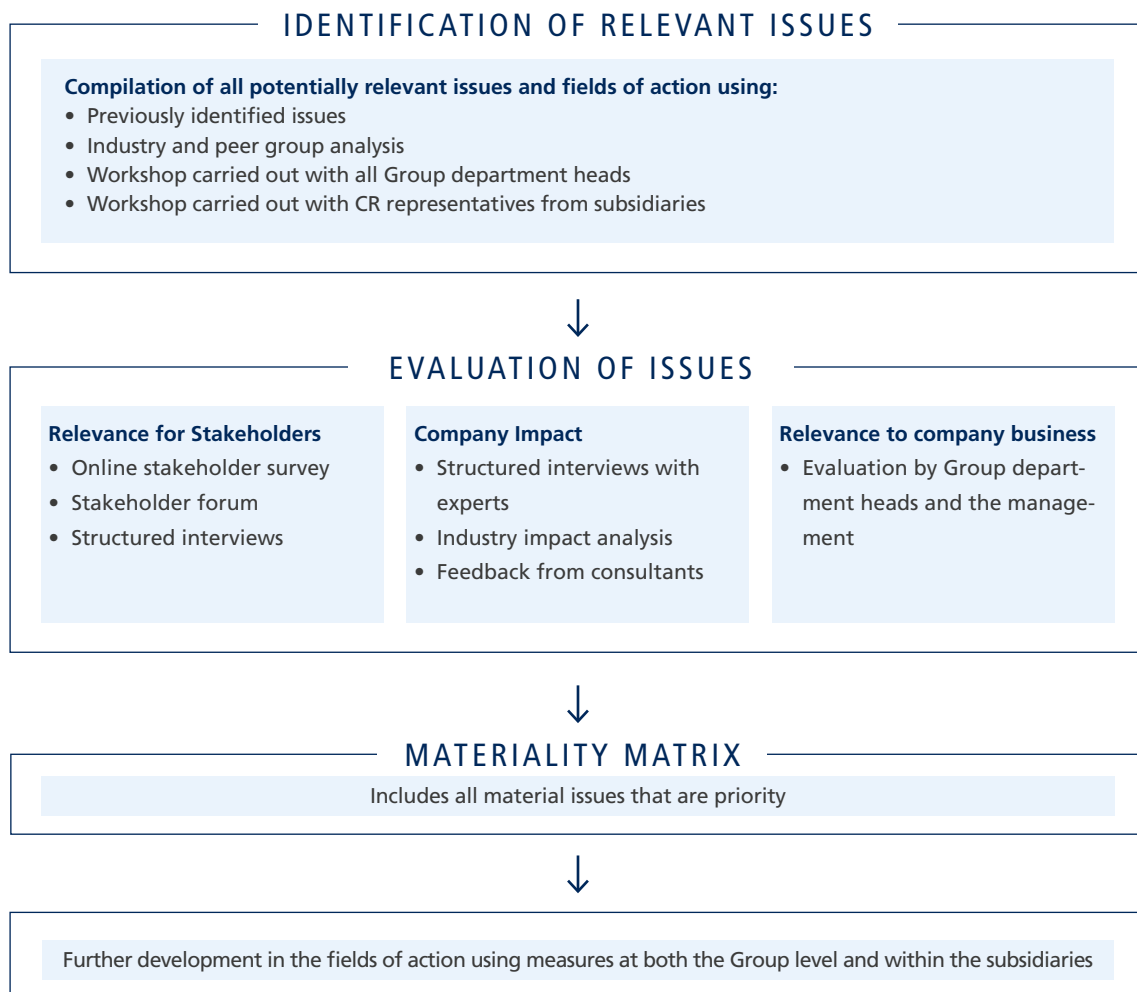 IDENTIFICATION OF RELEVANT ISSUES
Compilation of all potentially relevant issues and fields of action using:
• Previously identified issues
• Industry and peer group analysis
• Workshop carried out with all Group department heads
• Workshop carried out with CR representatives from subsidiaries
EVALUATION OF ISSUES
Relevance for Stakeholders
• Online stakeholder survey
• Stakeholder forum
• Structured interviews
Company Impact
• Structured interviews with
experts
• Industry impact analysis
• Feedback from consultants
Relevance to company business
• Evaluation by Group depart-
ment heads and the manage-
ment
MATERIALITY MATRIX
Includes all material issues that are priority
Further development in the fields of action using measures at both the Group level and within the subsidiaries